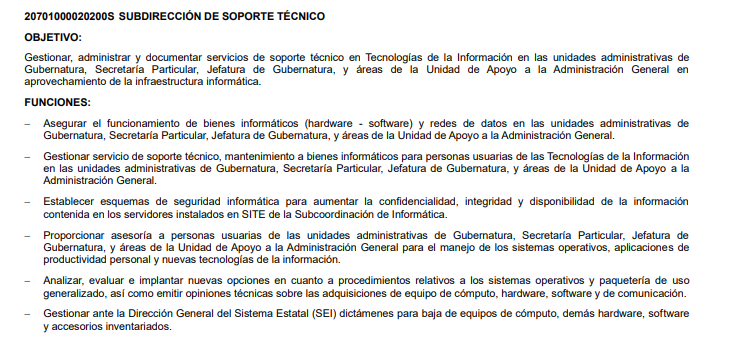 20701000020200S SUBDIRECCIÓN DE SOPORTE TÉCNICO
OBJETIVO:
Gestionar, administrar y documentar servicios de soporte técnico en Tecnologías de la Información en las unidades administrativas de
Gubernatura, Secretaría Particular, Jefatura de Gubernatura, y áreas de la Unidad de Apoyo a la Administración General en
aprovechamiento de la infraestructura informática.
FUNCIONES:
– Asegurar el funcionamiento de bienes informáticos (hardware - software) y redes de datos en las unidades administrativas de
Gubernatura, Secretaría Particular, Jefatura de Gubernatura, y áreas de la Unidad de Apoyo a la Administración General.
– Gestionar servicio de soporte técnico, mantenimiento a bienes informáticos para personas usuarias de las Tecnologías de la Información
en las unidades administrativas de Gubernatura, Secretaría Particular, Jefatura de Gubernatura, y áreas de la Unidad de Apoyo a la
Administración General.
– Establecer esquemas de seguridad informática para aumentar la confidencialidad, integridad y disponibilidad de la información
contenida en los servidores instalados en SITE de la Subcoordinación de Informática.
– Proporcionar asesoría a personas usuarias de las unidades administrativas de Gubernatura, Secretaría Particular, Jefatura de
Gubernatura, y áreas de la Unidad de Apoyo a la Administración General para el manejo de los sistemas operativos, aplicaciones de
productividad personal y nuevas tecnologías de la información.
– Analizar, evaluar e implantar nuevas opciones en cuanto a procedimientos relativos a los sistemas operativos y paquetería de uso
generalizado, así como emitir opiniones técnicas sobre las adquisiciones de equipo de cómputo, hardware, software y de comunicación.
– Gestionar ante la Dirección General del Sistema Estatal (SEI) dictámenes para baja de equipos de cómputo, demás hardware, software
y accesorios inventariados.